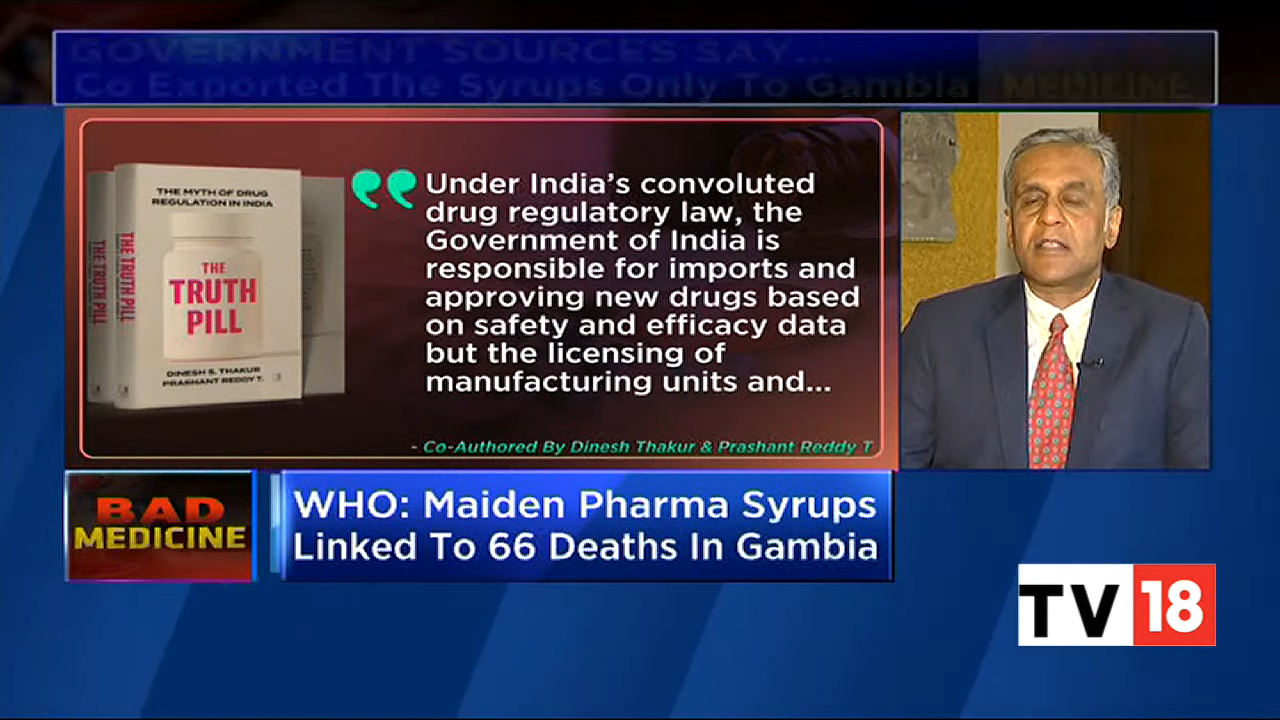 GOVERNMENT SOURCES SAY...
Co Exported The Syrups Only To Gambia
MEDICINE
THE MYTH OF DRUG
REGULATION IN INDIA
THE
TRUTH
PILL
DINESH S. THAKUR
PRASHANT REDDY T.
THE TRUTH PILL
THE TRUTH PILL
Under India's convoluted
drug regulatory law, the
Government of India is
responsible for imports and
approving new drugs based
on safety and efficacy data
but the licensing of
manufacturing units and...
- Co-Authored By Dinesh Thakur & Prashant Reddy T
BAD
MEDICINE
WHO: Maiden Pharma Syrups
Linked To 66 Deaths In Gambia
TV18